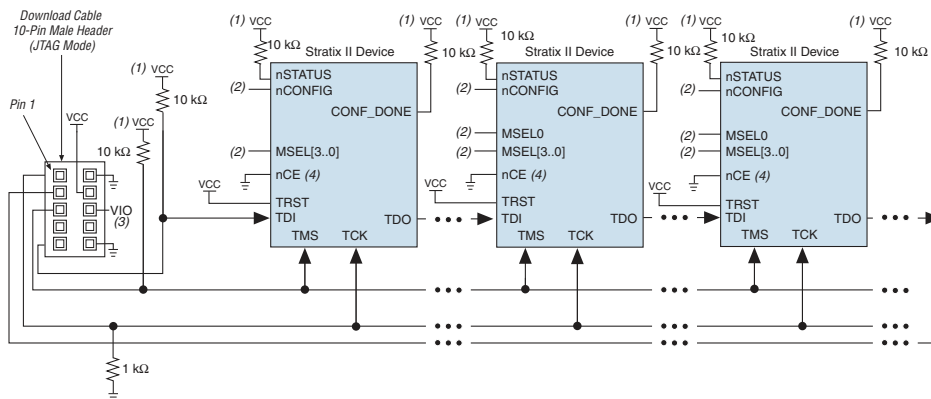 Download Cable
10-Pin Male Header
(JTAG Mode)
Pin 1
VCC
(1) VCC
10 kΩ
(1) VCC
10 kΩ
VIO
(3)
1 kΩ
(1) VCC
10 kΩ
Stratix II Device
nSTATUS
(2) nCONFIG
CONF_DONE
(2) MSEL[3..0]
nCE (4)
VCC
TRST
TDI
TDO
TMS
TCK
(1) VCC
10 kΩ
(1) VCC
10 kΩ
Stratix II Device
nSTATUS
(2) nCONFIG
CONF_DONE
(2) MSEL0
(2) MSEL[3..0]
nCE (4)
VCC
TRST
TDI
TDO
TMS
TCK
(1) VCC
10 kΩ
(1) VCC
10 kΩ
Stratix II Device
nSTATUS
(2) nCONFIG
CONF_DONE
(2) MSEL0
(2) MSEL[3..0]
nCE (4)
VCC
TRST
TDI
TDO
TMS
TCK
(1) VCC
10 kΩ